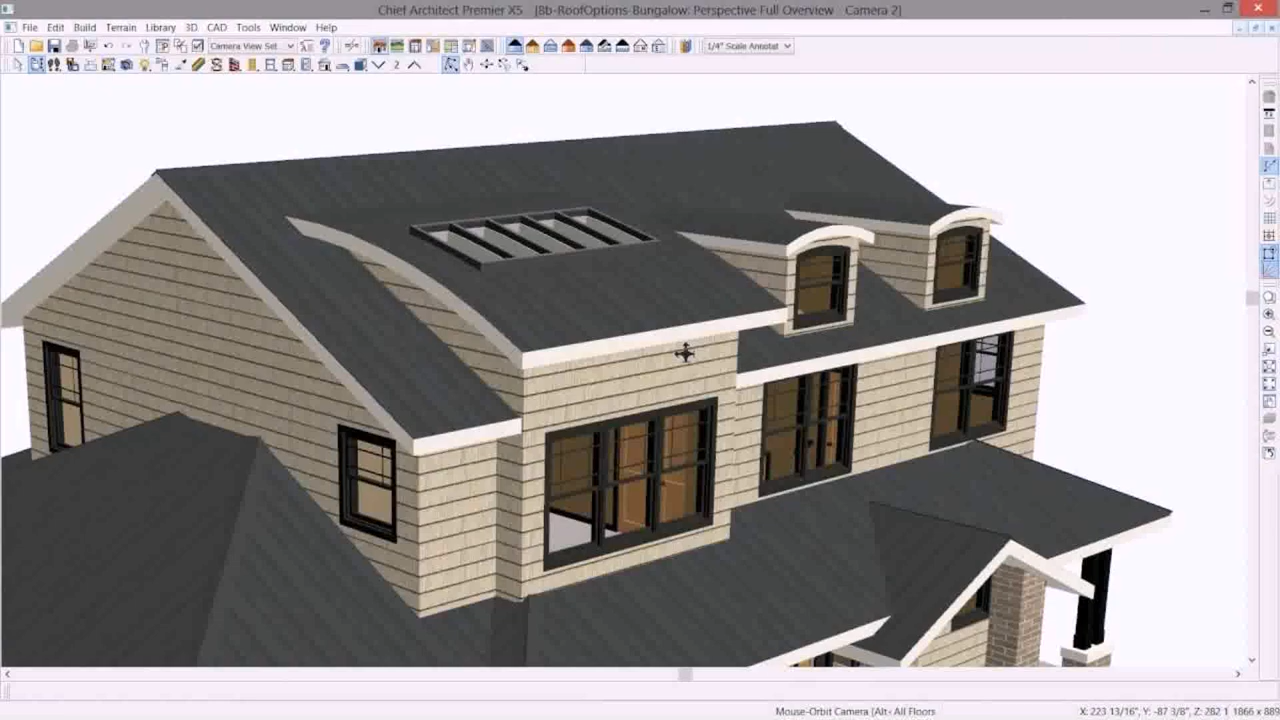 Chief Architect Premier X5 [J8b-RoofOptions-Bungalow: Perspective Full Overview Camera 2]
File Edit Build Terrain Library 3D CAD Tools Window Help
Camera View Set
1/4" Scale Annotat
2
Mouse-Orbit Camera [Alt- All Floors X: 223 13/16", Y: -87 3/8", Z: 282 1 1866 x 889